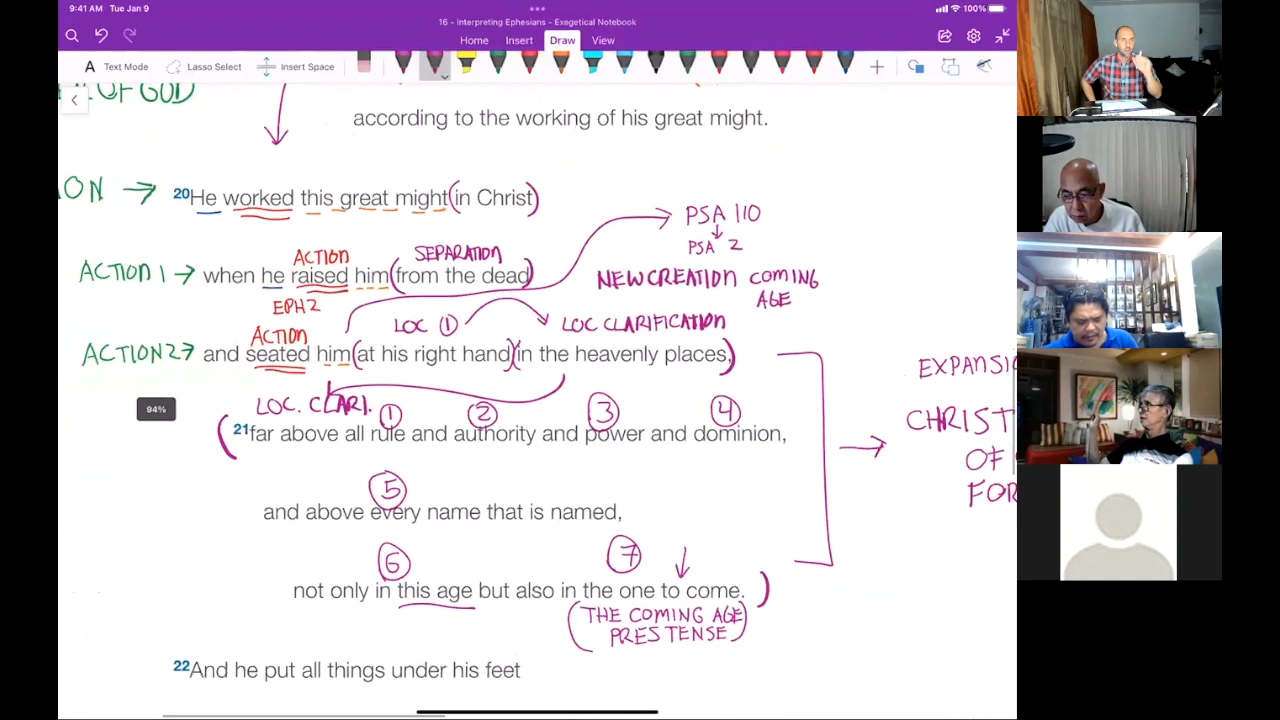 9:41 AM Tue Jan 9
100%
16 - Interpreting Ephesians - Exegetical Notebook
Home Insert Draw View
A Text Mode Lasso Select Insert Space
OF GOD
according to the working of his great might.
ON →
20He worked this great might (in Christ)
PSA 110
PSA 2
ACTION SEPARATION
ACTION 1 → when he raised him (from the dead)
NEW CREATION COMING
AGE
EPH 2
ACTION LOC ① LOC CLARIFICATION
ACTION 2 → and seated him (at his right hand) (in the heavenly places,)
EXPANSI
LOC. CLARI. ① ② ③ ④
CHRIST
(21far above all rule and authority and power and dominion,
OF
⑤
FOR
and above every name that is named,
⑥ ⑦
not only in this age but also in the one to come.)
94%
(THE COMING AGE
PRES TENSE)
22And he put all things under his feet